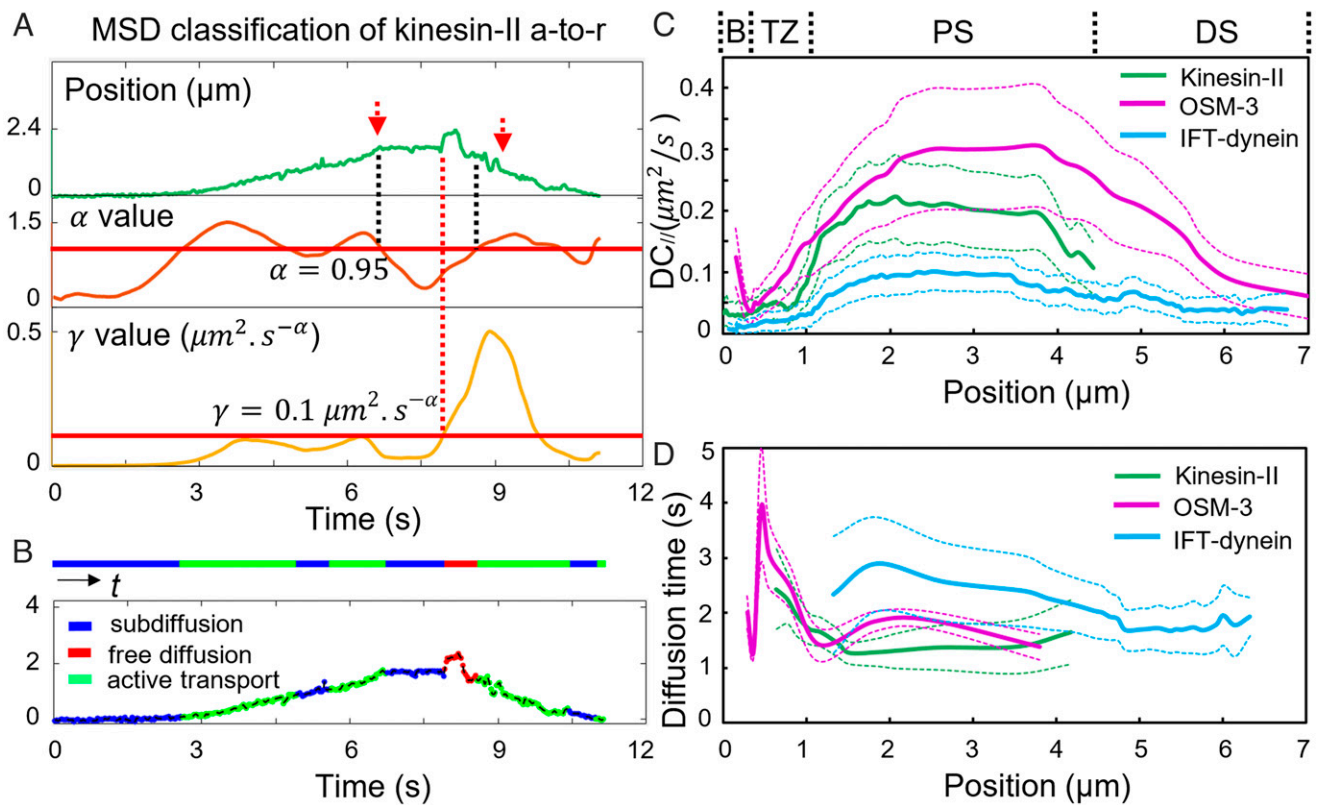 A
MSD classification of kinesin-II a-to-r
Position (μm)
2.4
0
α value
1.5
α = 0.95
0
γ value (μm².s⁻ᵅ)
0.5
γ = 0.1 μm².s⁻ᵅ
0
0 3 6 9 12
Time (s)
B
t
4
subdiffusion
free diffusion
2
active transport
0
0 3 6 9 12
Time (s)
C
B TZ PS DS
0.4
Kinesin-II
OSM-3
0.3
IFT-dynein
0.2
0.1
0
DC//(μm²/s)
0 1 2 3 4 5 6 7
Position (μm)
D
5
Kinesin-II
4
OSM-3
IFT-dynein
3
2
1
0
Diffusion time (s)
0 1 2 3 4 5 6 7
Position (μm)